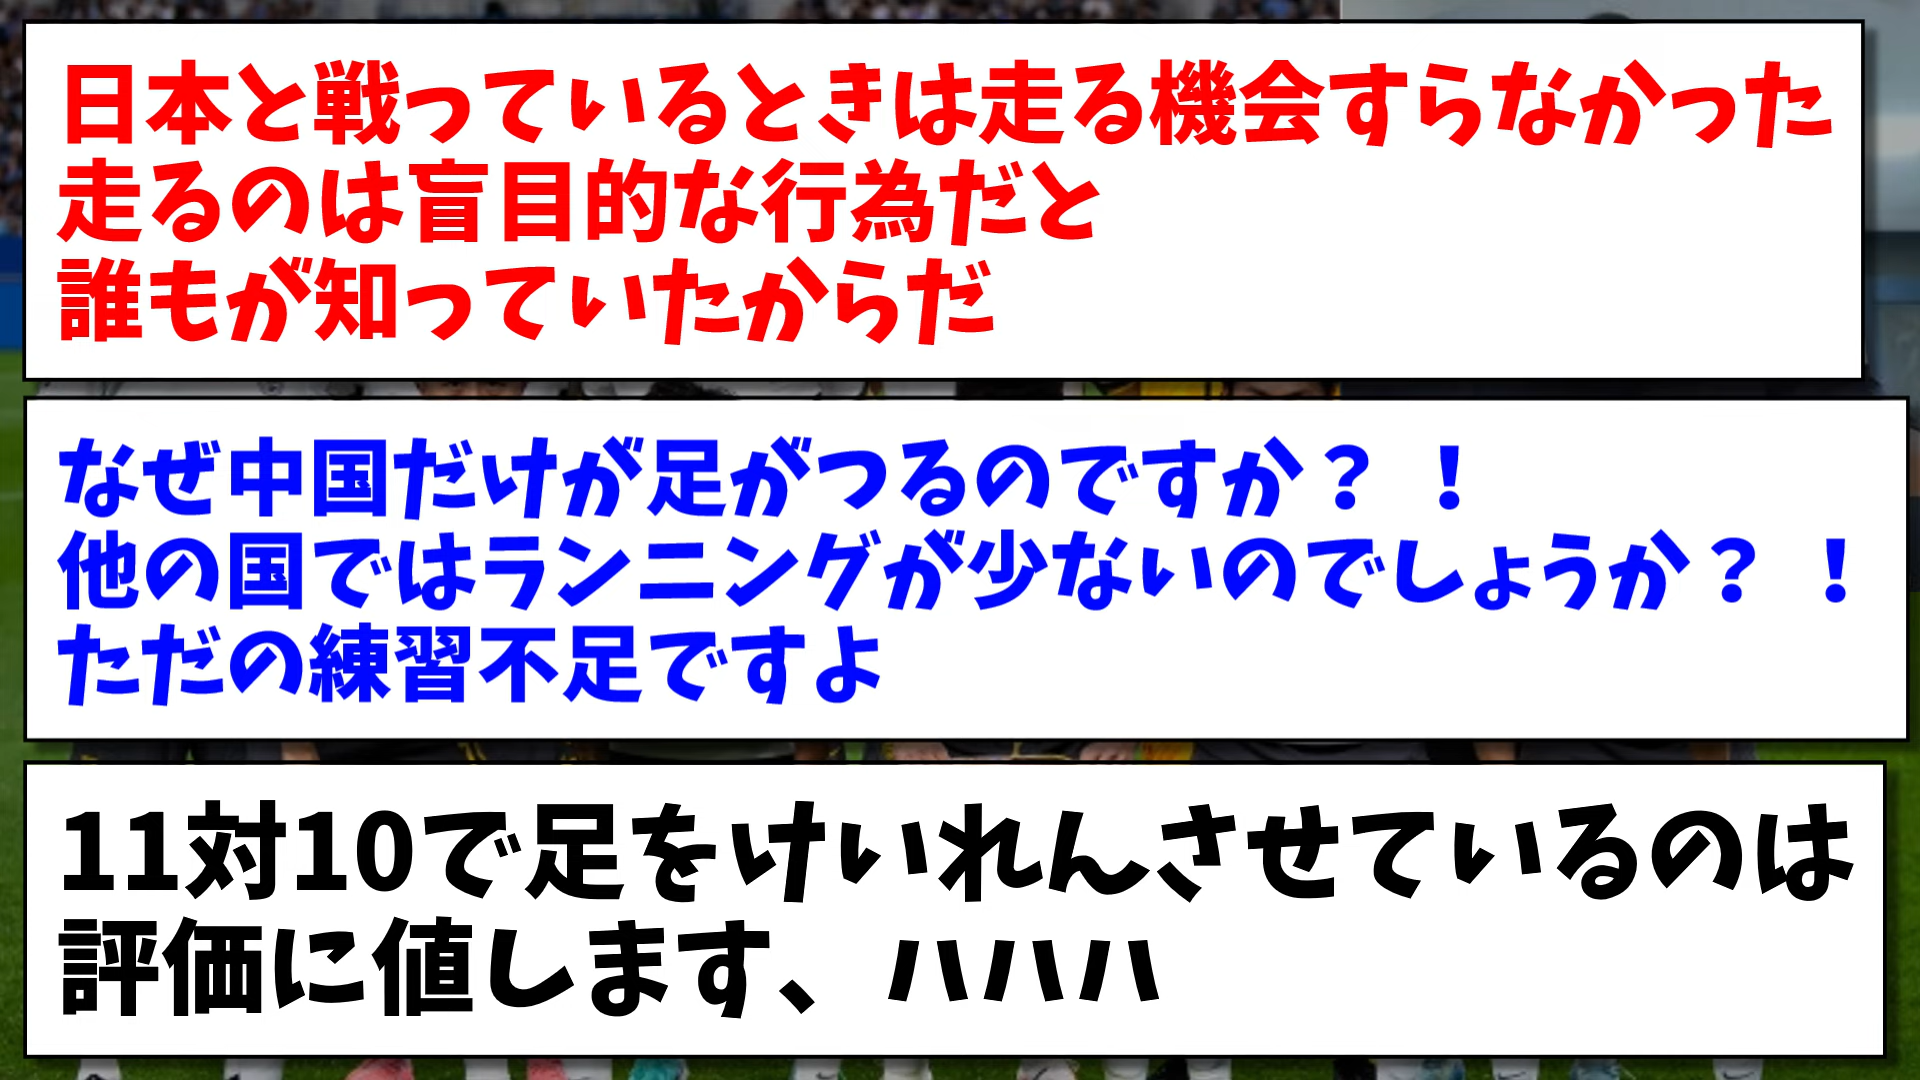 日本と戦っているときは走る機会すらなかった
走るのは盲目的な行為だと
誰もが知っていたからだ
なぜ中国だけが足がつるのですか？！
他の国ではランニングが少ないのでしょうか？！
ただの練習不足ですよ
11対10で足をけいれんさせているのは
評価に値します、ハハハ